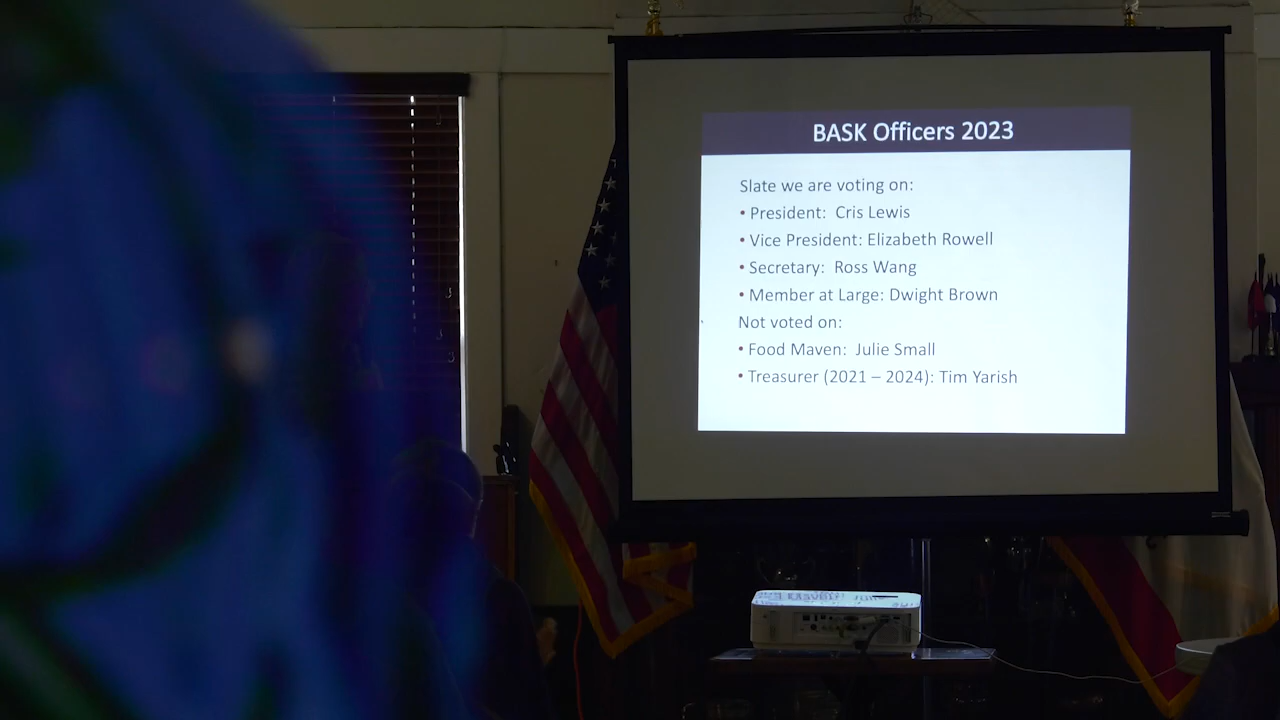 BASK Officers 2023
Slate we are voting on:
• President: Cris Lewis
• Vice President: Elizabeth Rowell
• Secretary: Ross Wang
• Member at Large: Dwight Brown
Not voted on:
• Food Maven: Julie Small
• Treasurer (2021 – 2024): Tim Yarish